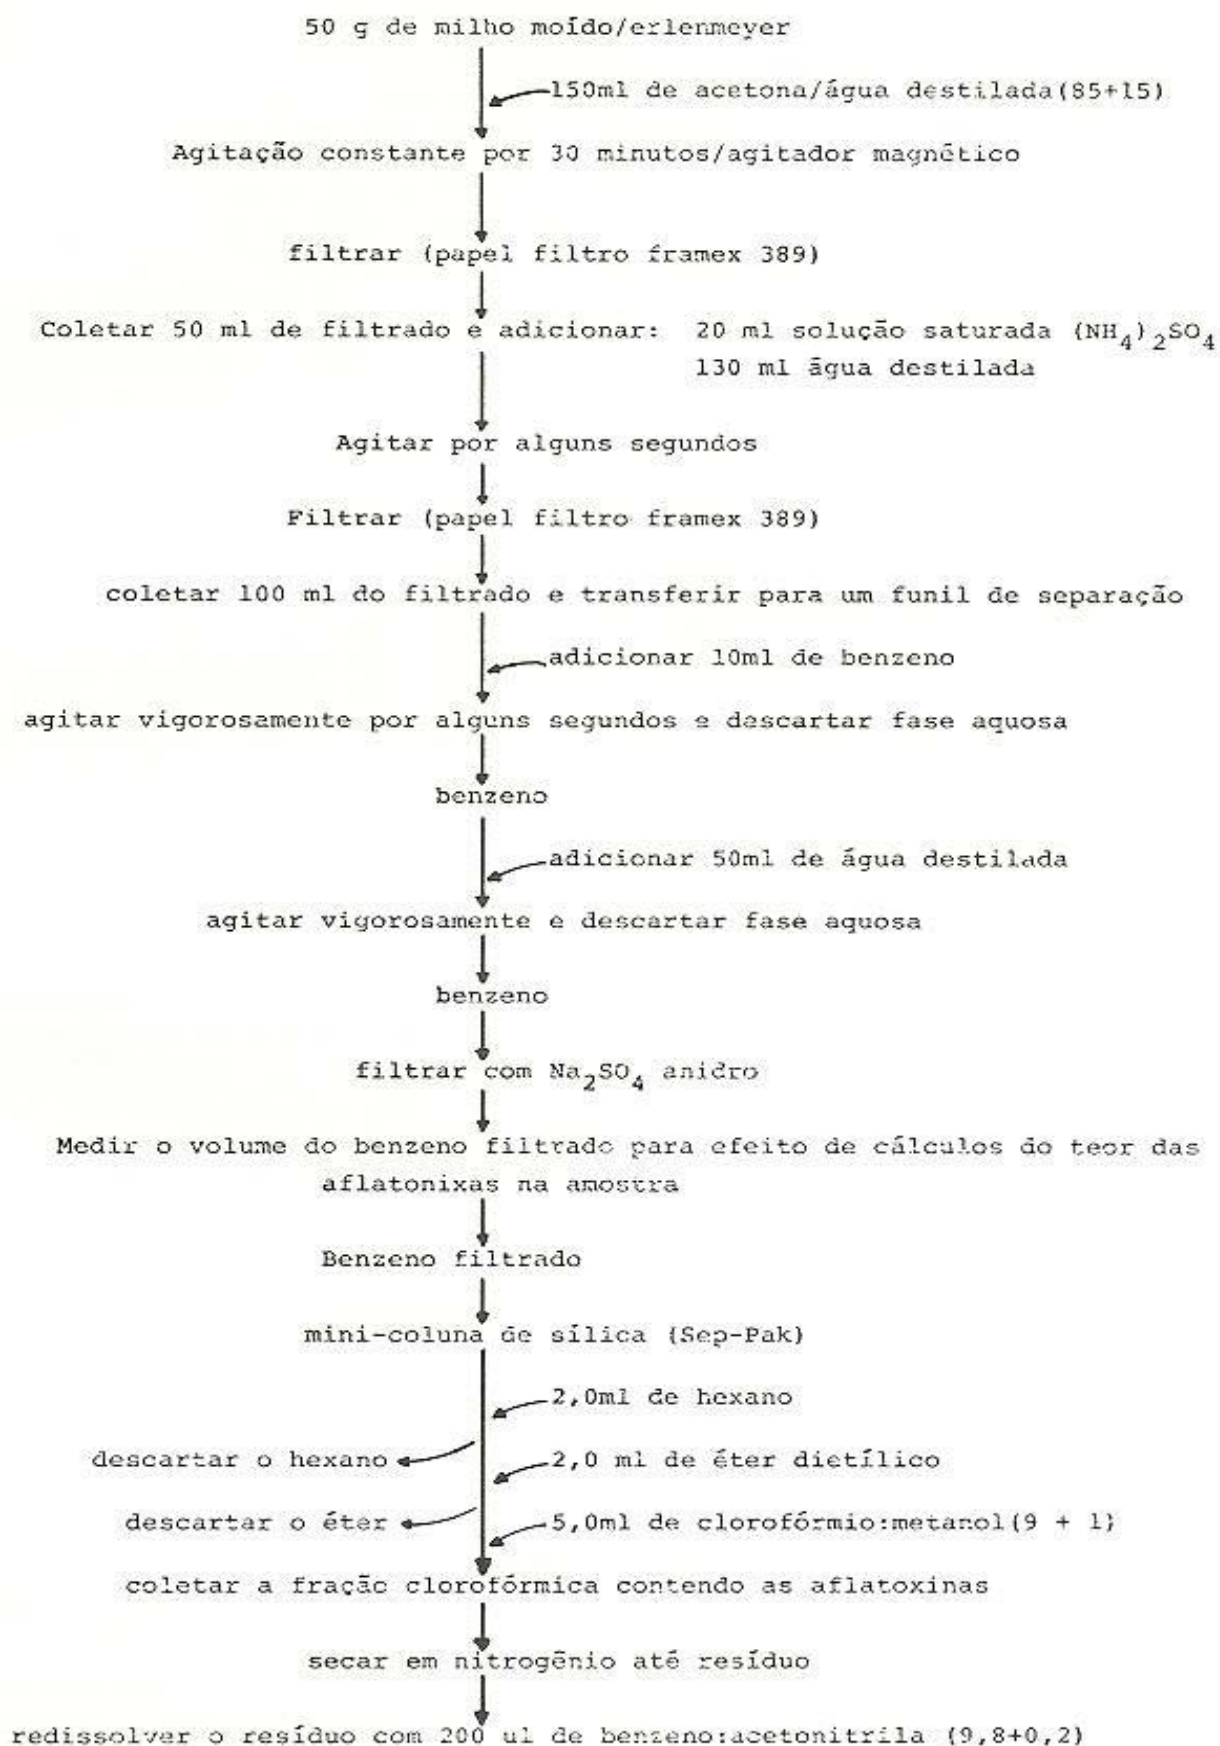 50 g de milho moído/erlenmeyer
150ml de acetona/água destilada(85+15)
Agitação constante por 30 minutos/agitador magnético
filtrar (papel filtro framex 389)
Coletar 50 ml de filtrado e adicionar: 20 ml solução saturada (NH4)2SO4
130 ml água destilada
Agitar por alguns segundos
Filtrar (papel filtro framex 389)
coletar 100 ml do filtrado e transferir para um funil de separação
adicionar 10ml de benzeno
agitar vigorosamente por alguns segundos e descartar fase aquosa
benzeno
adicionar 50ml de água destilada
agitar vigorosamente e descartar fase aquosa
benzeno
filtrar com Na2SO4 anidro
Medir o volume do benzeno filtrado para efeito de cálculos do teor das
aflatonixas na amostra
Benzeno filtrado
mini-coluna de sílica (Sep-Pak)
2,0ml de hexano
descartar o hexano
2,0 ml de éter dietílico
descartar o éter
5,0ml de clorofórmio:metanol(9 + 1)
coletar a fração clorofórmica contendo as aflatoxinas
secar em nitrogênio até resíduo
redissolver o resíduo com 200 ul de benzeno:acetonitrila (9,8+0,2)